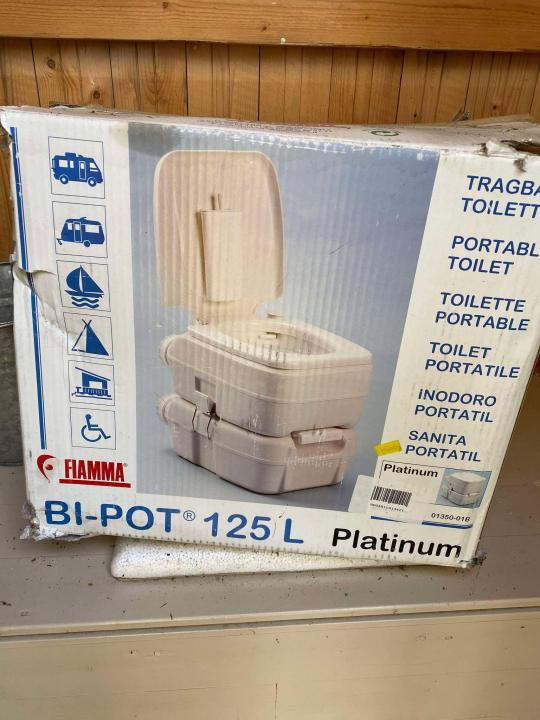 TRAGBA
TOILETT
PORTABL
TOILET
TOILETTE
PORTABLE
TOILET
PORTATILE
INODORO
PORTATIL
SANITA
PORTATIL
Platinum
01350-01B
FIAMMA®
BI-POT® 125 L Platinum